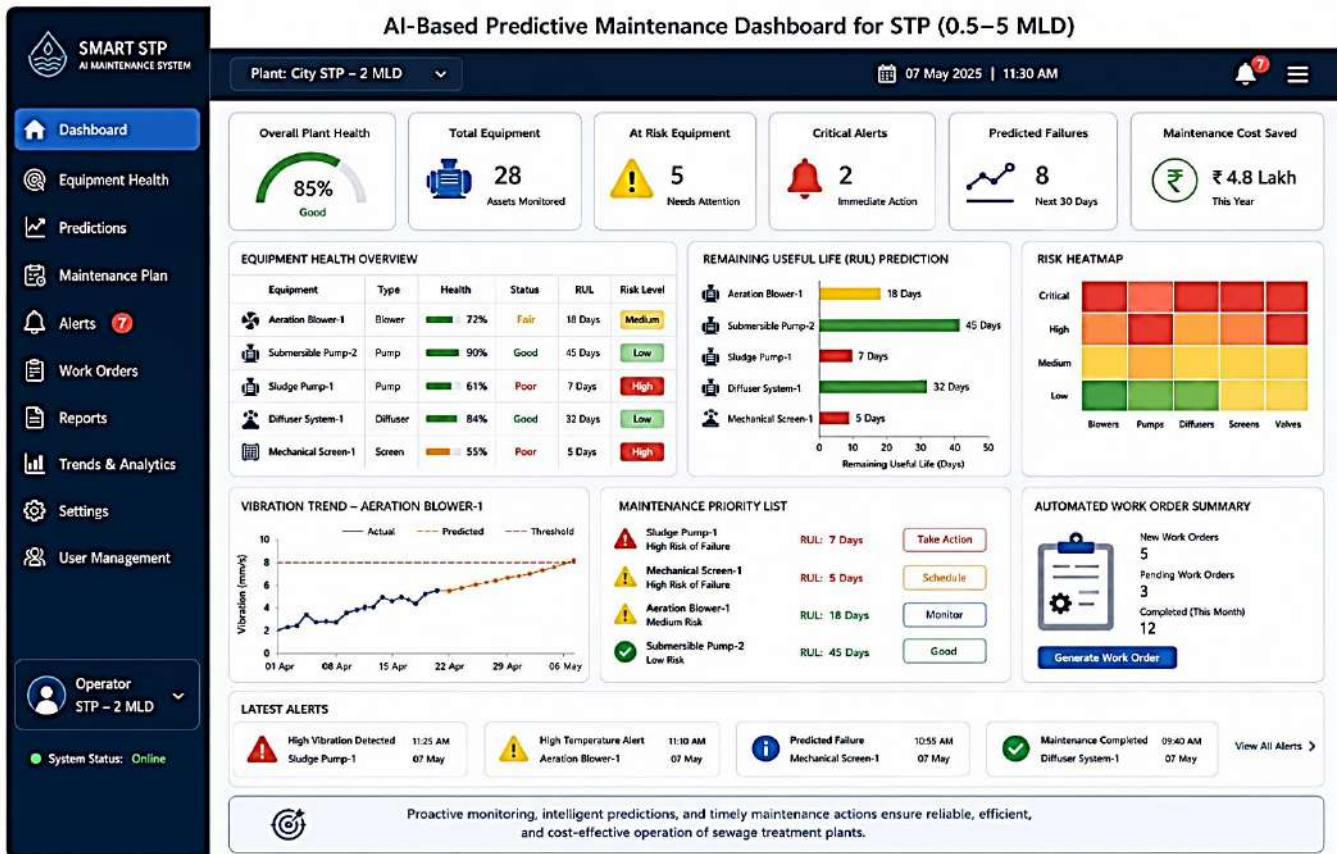 AI-Based Predictive Maintenance Dashboard for STP (0.5–5 MLD)
SMART STP
AI MAINTENANCE SYSTEM
Plant: City STP – 2 MLD
07 May 2025 | 11:30 AM
7
Dashboard
Equipment Health
Predictions
Maintenance Plan
Alerts 7
Work Orders
Reports
Trends & Analytics
Settings
User Management
Operator
STP – 2 MLD
System Status: Online
Overall Plant Health
85%
Good
Total Equipment
28
Assets Monitored
At Risk Equipment
5
Needs Attention
Critical Alerts
2
Immediate Action
Predicted Failures
8
Next 30 Days
Maintenance Cost Saved
₹
₹ 4.8 Lakh
This Year
EQUIPMENT HEALTH OVERVIEW
Equipment Type Health Status RUL Risk Level
Aeration Blower-1 Blower 72% Fair 18 Days Medium
Submersible Pump-2 Pump 90% Good 45 Days Low
Sludge Pump-1 Pump 61% Poor 7 Days High
Diffuser System-1 Diffuser 84% Good 32 Days Low
Mechanical Screen-1 Screen 55% Poor 5 Days High
REMAINING USEFUL LIFE (RUL) PREDICTION
Aeration Blower-1 18 Days
Submersible Pump-2 45 Days
Sludge Pump-1 7 Days
Diffuser System-1 32 Days
Mechanical Screen-1 5 Days
0 10 20 30 40 50
Remaining Useful Life (Days)
RISK HEATMAP
Critical
High
Medium
Low
Blowers Pumps Diffusers Screens Valves
VIBRATION TREND – AERATION BLOWER-1
Actual Predicted Threshold
Vibration (mm/s)
10
8
6
4
2
0
01 Apr 08 Apr 15 Apr 22 Apr 29 Apr 06 May
MAINTENANCE PRIORITY LIST
Sludge Pump-1
High Risk of Failure
RUL: 7 Days
Take Action
Mechanical Screen-1
High Risk of Failure
RUL: 5 Days
Schedule
Aeration Blower-1
Medium Risk
RUL: 18 Days
Monitor
Submersible Pump-2
Low Risk
RUL: 45 Days
Good
AUTOMATED WORK ORDER SUMMARY
New Work Orders
5
Pending Work Orders
3
Completed (This Month)
12
Generate Work Order
LATEST ALERTS
High Vibration Detected 11:25 AM
Sludge Pump-1 07 May
High Temperature Alert 11:10 AM
Aeration Blower-1 07 May
Predicted Failure 10:55 AM
Mechanical Screen-1 07 May
Maintenance Completed 09:40 AM
Diffuser System-1 07 May
View All Alerts
Proactive monitoring, intelligent predictions, and timely maintenance actions ensure reliable, efficient,
and cost-effective operation of sewage treatment plants.